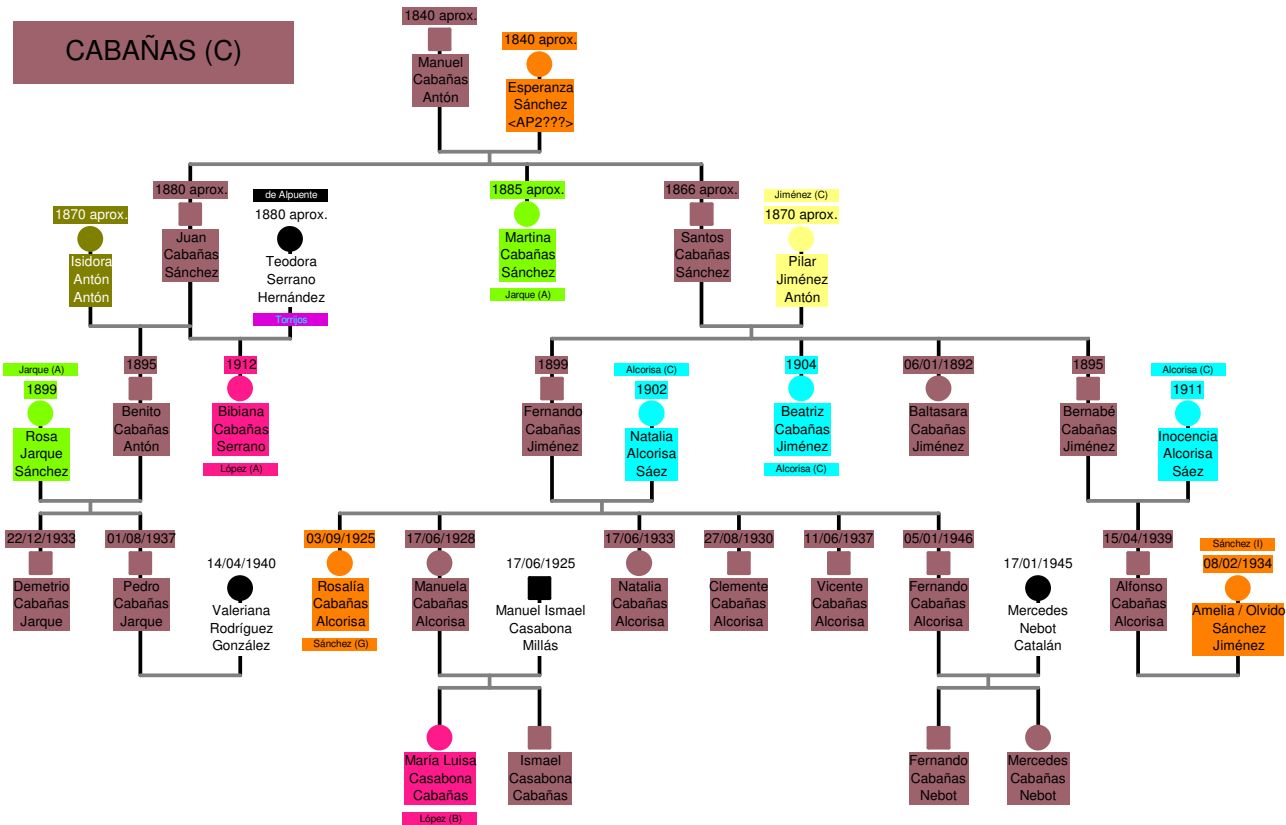 CABAÑAS (C)
1840 aprox.
Manuel
Cabañas
Antón
1840 aprox.
Esperanza
Sánchez
<AP2???>
1870 aprox.
Isidora
Antón
Antón
1880 aprox.
Juan
Cabañas
Sánchez
de Alpuente
1880 aprox.
Teodora
Serrano
Hernández
Torrijos
1885 aprox.
Martina
Cabañas
Sánchez
Jarque (A)
1866 aprox.
Santos
Cabañas
Sánchez
Jiménez (C)
1870 aprox.
Pilar
Jiménez
Antón
Jarque (A)
1899
Rosa
Jarque
Sánchez
1895
Benito
Cabañas
Antón
1912
Bibiana
Cabañas
Serrano
López (A)
1899
Fernando
Cabañas
Jiménez
Alcorisa (C)
1902
Natalia
Alcorisa
Sáez
1904
Beatriz
Cabañas
Jiménez
Alcorisa (C)
06/01/1892
Baltasara
Cabañas
Jiménez
1895
Bernabé
Cabañas
Jiménez
Alcorisa (C)
1911
Inocencia
Alcorisa
Sáez
22/12/1933
Demetrio
Cabañas
Jarque
01/08/1937
Pedro
Cabañas
Jarque
14/04/1940
Valeriana
Rodríguez
González
03/09/1925
Rosalía
Cabañas
Alcorisa
Sánchez (G)
17/06/1928
Manuela
Cabañas
Alcorisa
17/06/1925
Manuel Ismael
Casabona
Millás
17/06/1933
Natalia
Cabañas
Alcorisa
27/08/1930
Clemente
Cabañas
Alcorisa
11/06/1937
Vicente
Cabañas
Alcorisa
05/01/1946
Fernando
Cabañas
Alcorisa
17/01/1945
Mercedes
Nebot
Catalán
15/04/1939
Alfonso
Cabañas
Alcorisa
Sánchez (I)
08/02/1934
Amelia / Olvido
Sánchez
Jiménez
María Luisa
Casabona
Cabañas
López (B)
Ismael
Casabona
Cabañas
Fernando
Cabañas
Nebot
Mercedes
Cabañas
Nebot